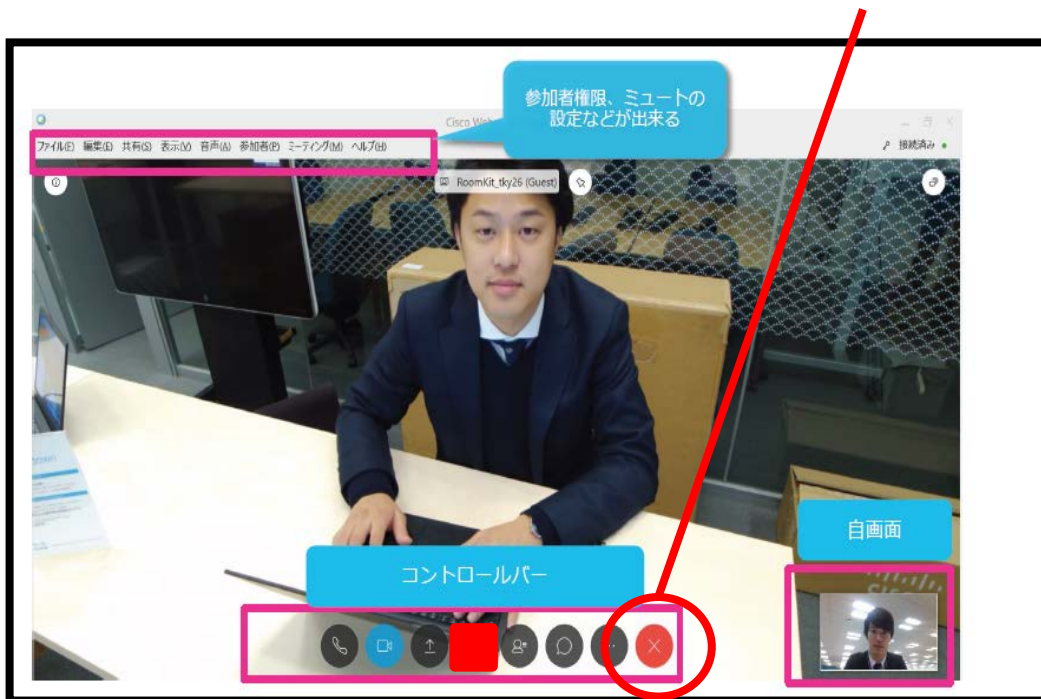 参加者権限、ミュートの
設定などが出来る
Cisco
ファイル(F) 編集(E) 共有(S) 表示(V) 音声(A) 参加者(P) ミーティング(M) ヘルプ(H)
接続済み
RoomKit_tky26 (Guest)
自画面
コントロールバー